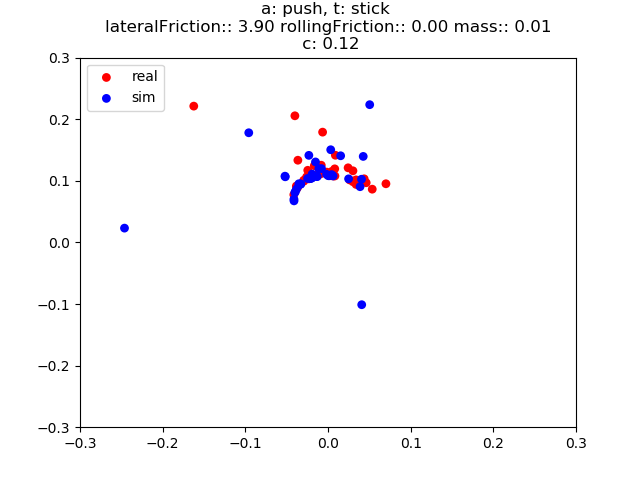 a: push, t: stick
lateralFriction:: 3.90 rollingFriction:: 0.00 mass:: 0.01
c: 0.12
real
sim
0.3
0.2
0.1
0.0
−0.1
−0.2
−0.3
−0.3
−0.2
−0.1
0.0
0.1
0.2
0.3